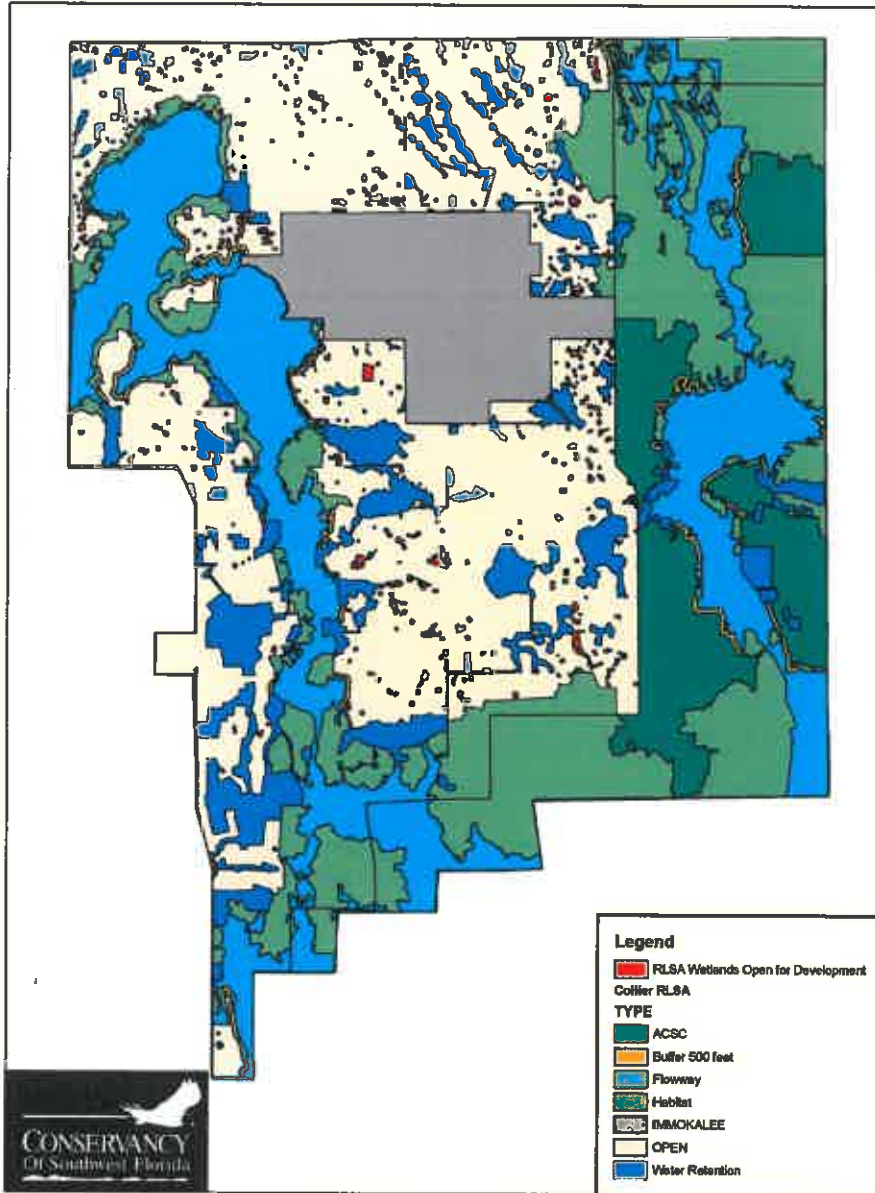 Legend
RLSA Wetlands Open for Development
Collier RLSA
TYPE
ACSC
Buffer 500 feet
Flowway
Habitat
IMMOKALEE
OPEN
Water Retention
CONSERVANCY
Of Southwest Florida